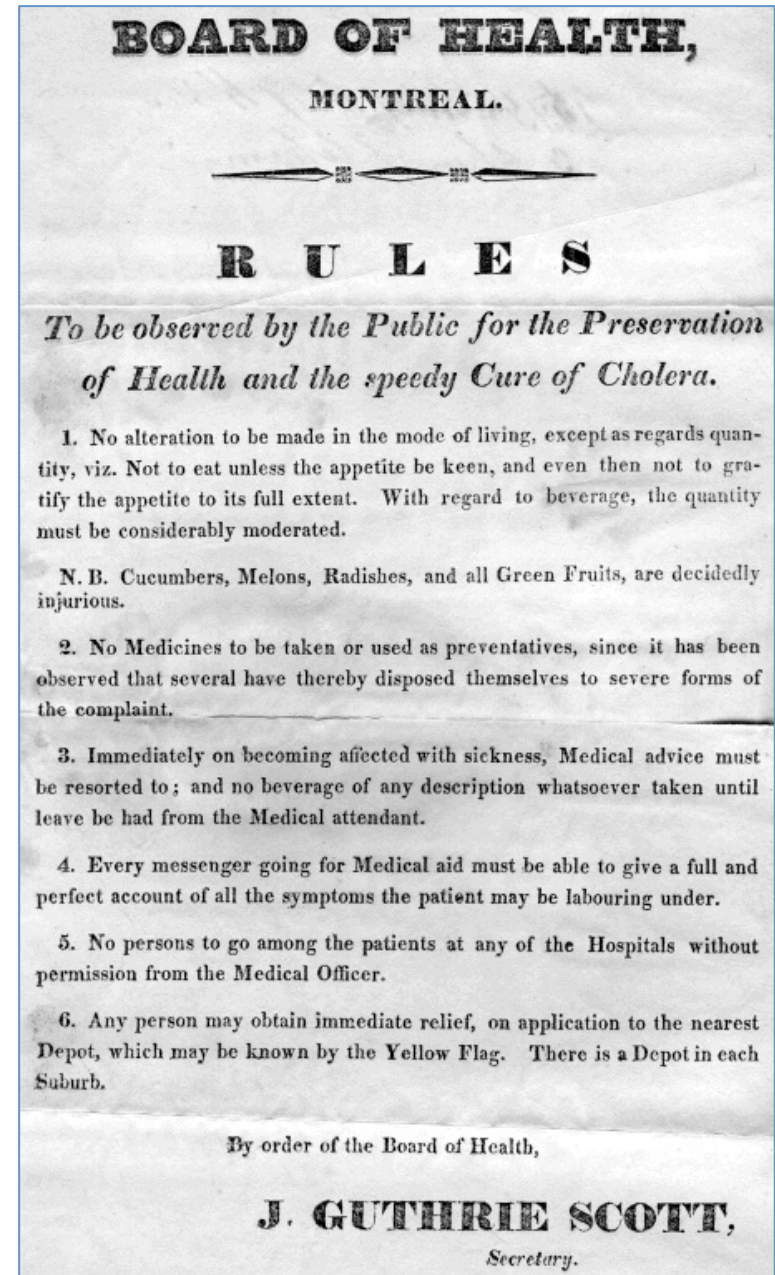 BOARD OF HEALTH,
MONTREAL.
RULES
To be observed by the Public for the Preservation
of Health and the speedy Cure of Cholera.
1. No alteration to be made in the mode of living, except as regards quan-
tity, viz. Not to eat unless the appetite be keen, and even then not to gra-
tify the appetite to its full extent. With regard to beverage, the quantity
must be considerably moderated.
N. B. Cucumbers, Melons, Radishes, and all Green Fruits, are decidedly
injurious.
2. No Medicines to be taken or used as preventatives, since it has been
observed that several have thereby disposed themselves to severe forms of
the complaint.
3. Immediately on becoming affected with sickness, Medical advice must
be resorted to; and no beverage of any description whatsoever taken until
leave be had from the Medical attendant.
4. Every messenger going for Medical aid must be able to give a full and
perfect account of all the symptoms the patient may be labouring under.
5. No persons to go among the patients at any of the Hospitals without
permission from the Medical Officer.
6. Any person may obtain immediate relief, on application to the nearest
Depot, which may be known by the Yellow Flag. There is a Depot in each
Suburb.
By order of the Board of Health,
J. GUTHRIE SCOTT,
Secretary.